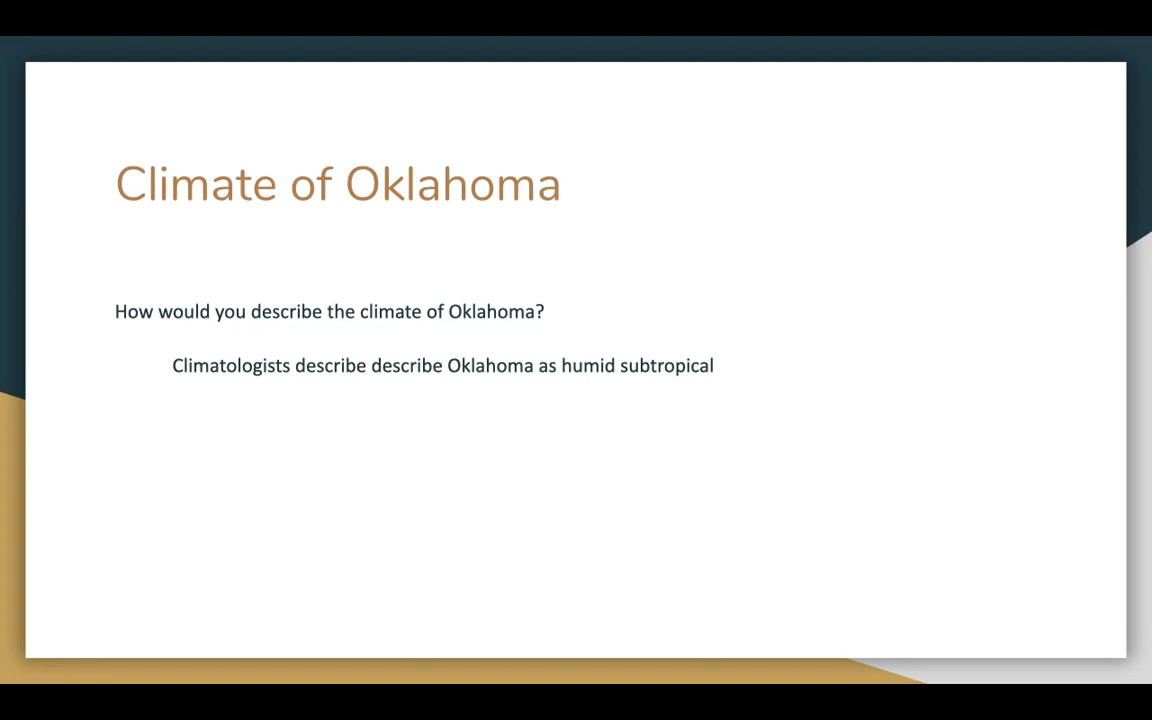 Climate of Oklahoma
How would you describe the climate of Oklahoma?
Climatologists describe describe Oklahoma as humid subtropical